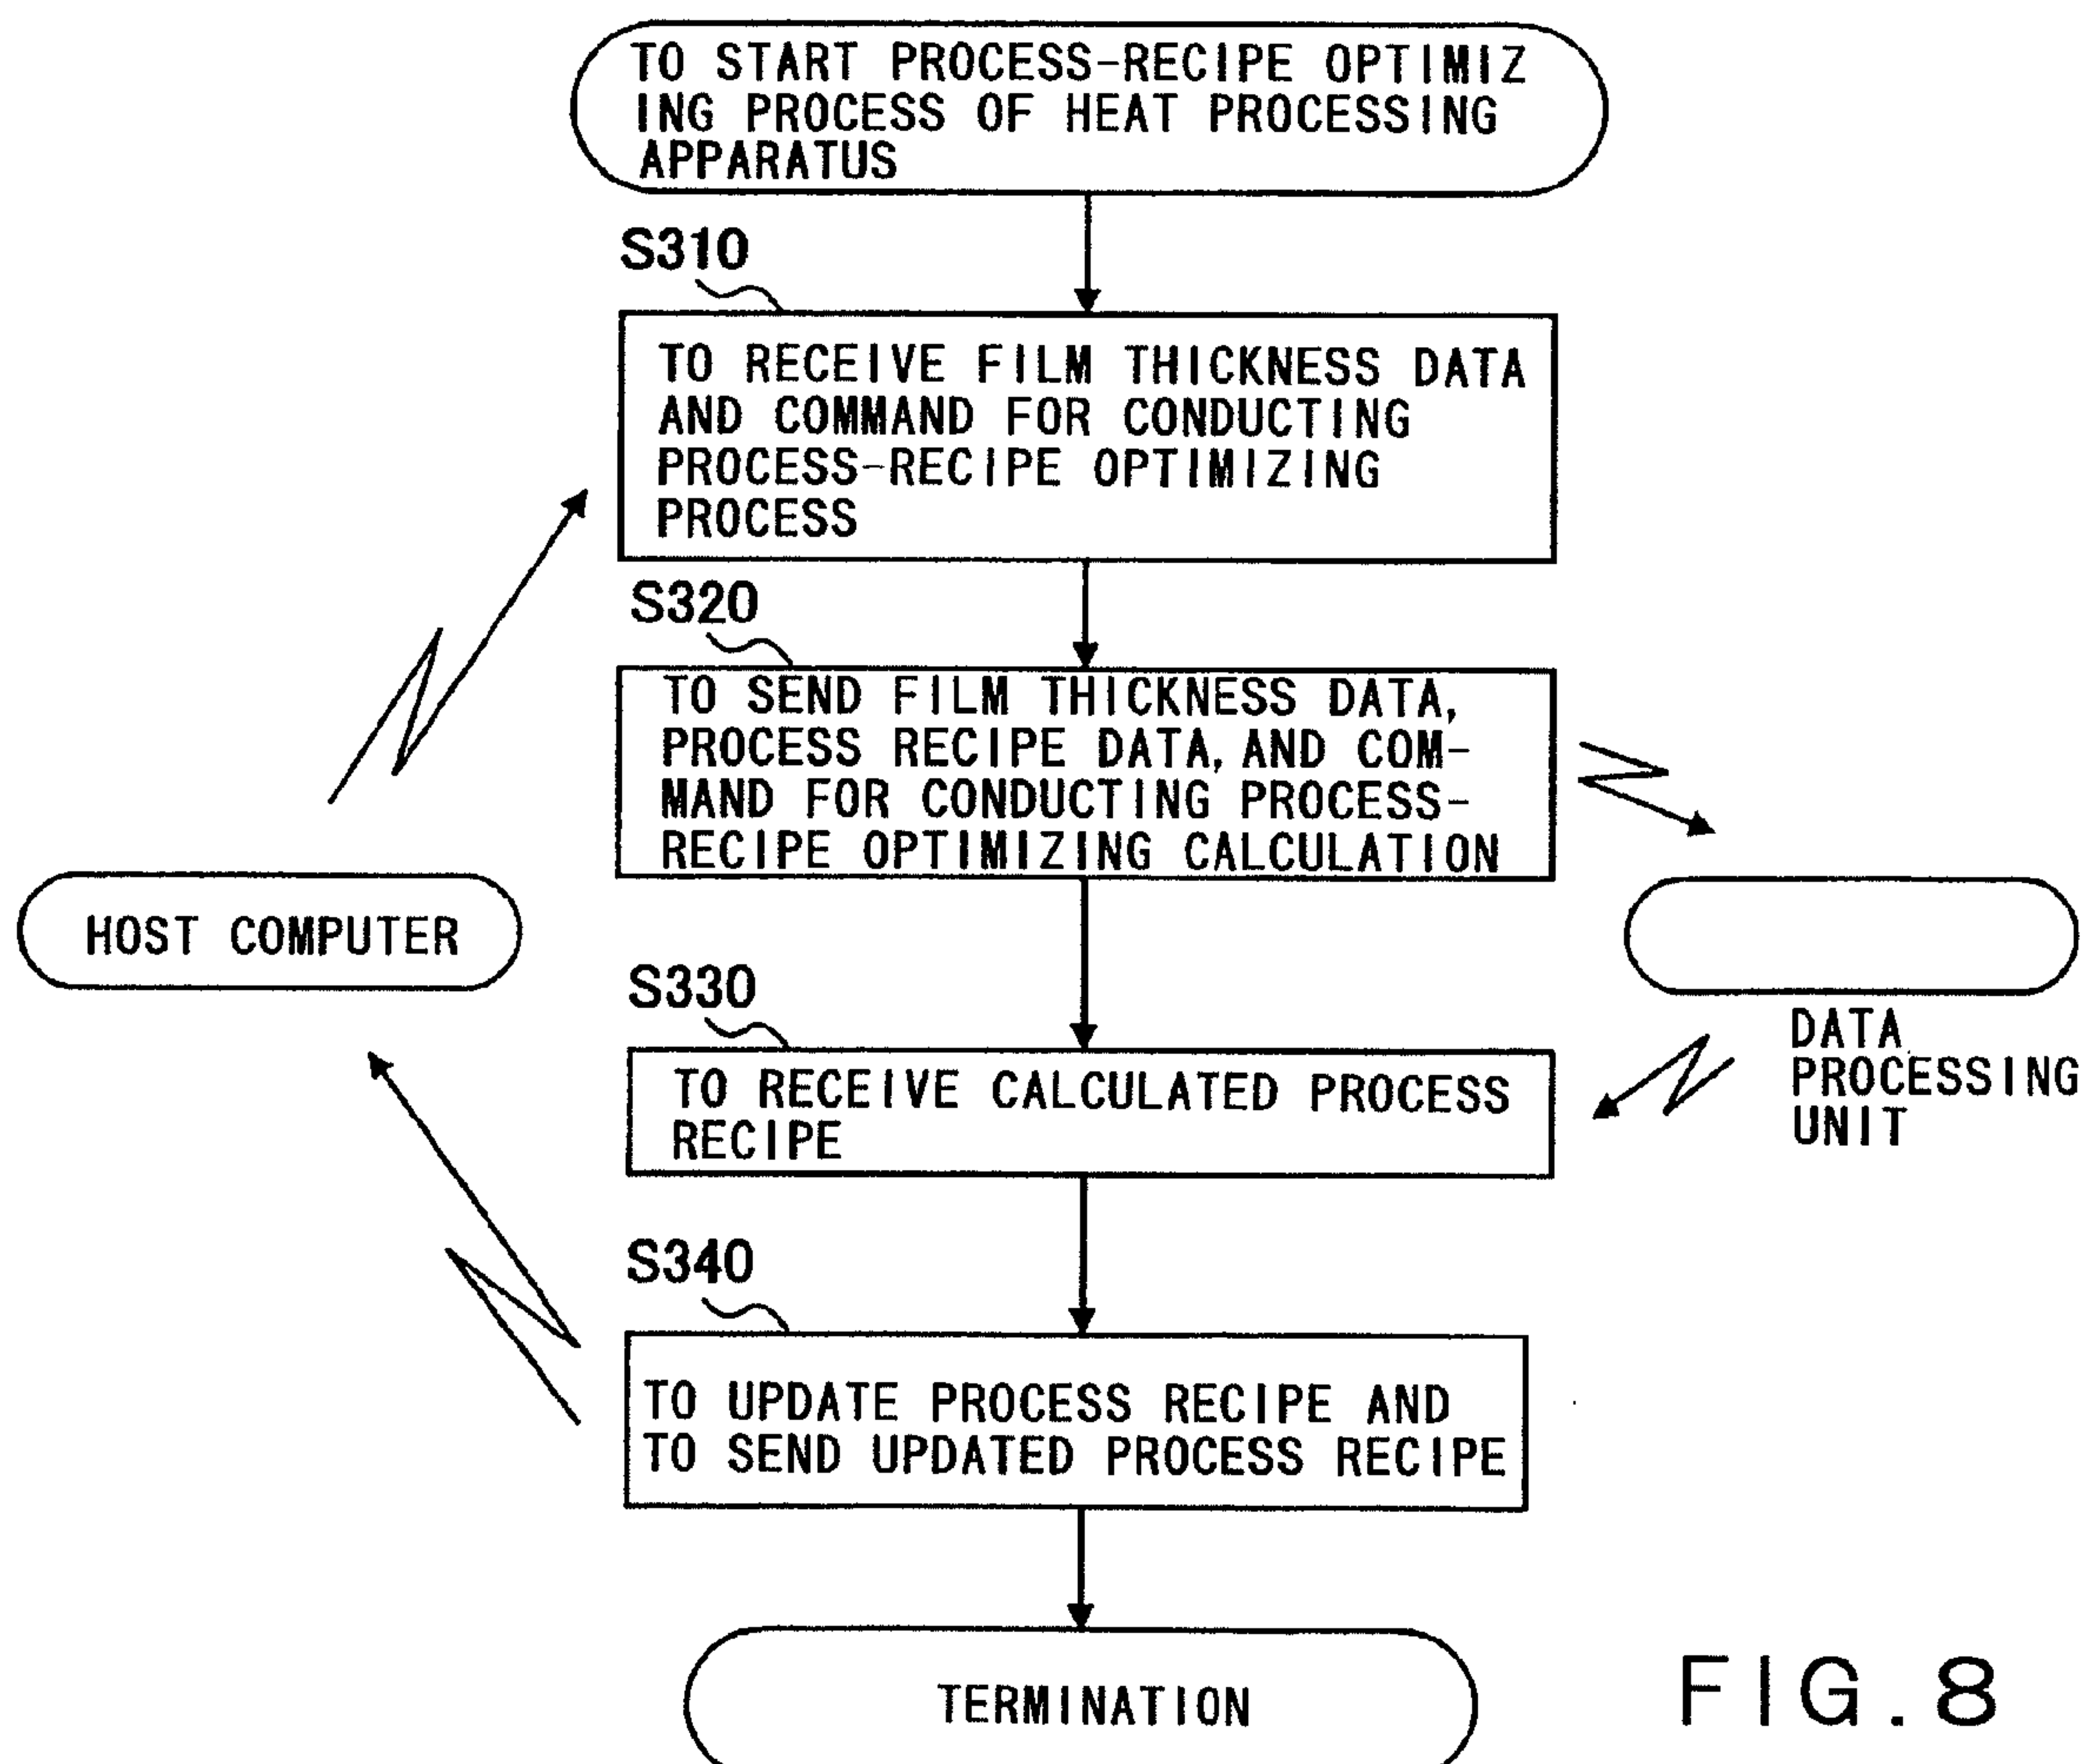 TO START PROCESS-RECIPE OPTIMIZ
ING PROCESS OF HEAT PROCESSING
APPARATUS
S310
TO RECEIVE FILM THICKNESS DATA
AND COMMAND FOR CONDUCTING
PROCESS-RECIPE OPTIMIZING
PROCESS
S320
TO SEND FILM THICKNESS DATA,
PROCESS RECIPE DATA, AND COM-
MAND FOR CONDUCTING PROCESS-
RECIPE OPTIMIZING CALCULATION
HOST COMPUTER
S330
TO RECEIVE CALCULATED PROCESS
RECIPE
DATA
PROCESSING
UNIT
S340
TO UPDATE PROCESS RECIPE AND
TO SEND UPDATED PROCESS RECIPE
TERMINATION
FIG.8